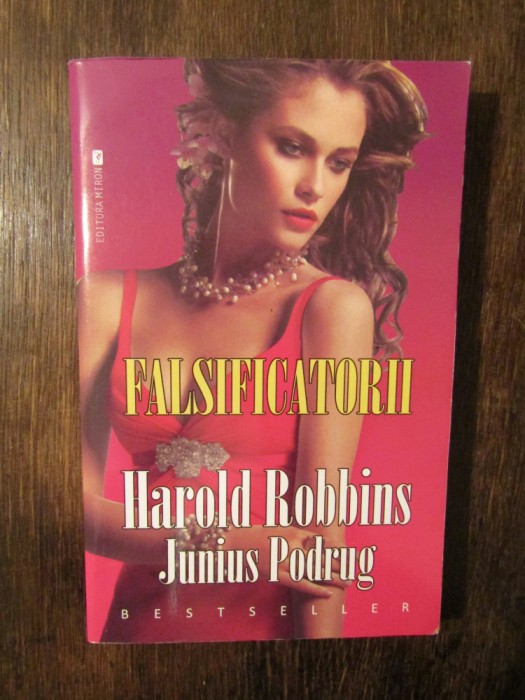 EDITURA MIRON
FALSIFICATORII
Harold Robbins
Junius Podrug
BESTSELLER